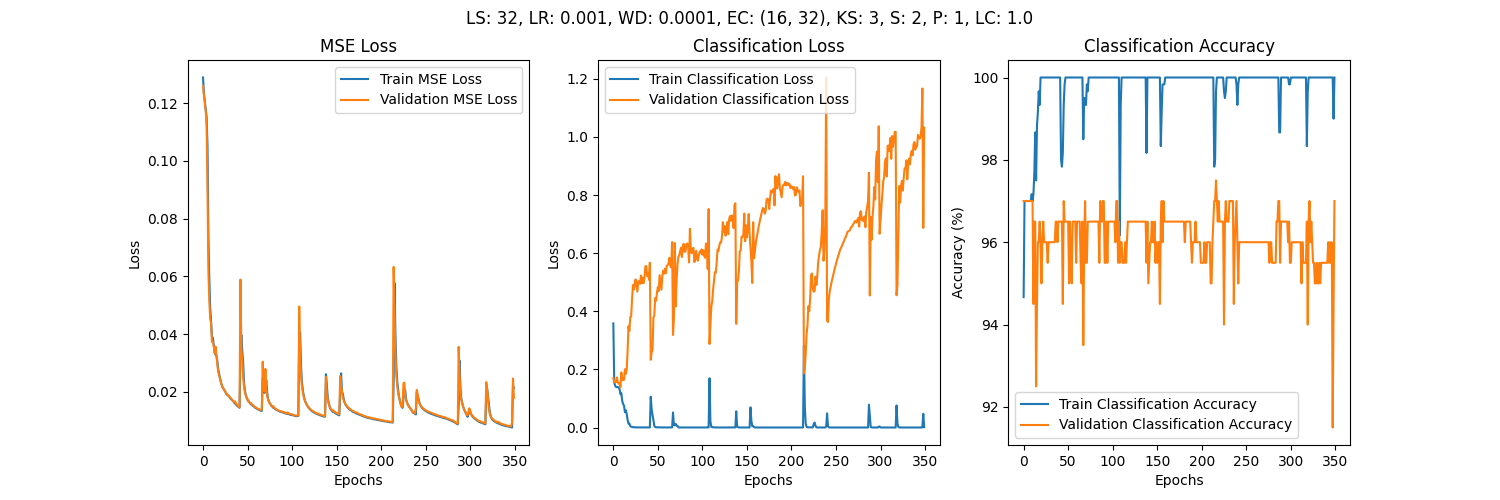 LS: 32, LR: 0.001, WD: 0.0001, EC: (16, 32), KS: 3, S: 2, P: 1, LC: 1.0
MSE Loss
Train MSE Loss
Validation MSE Loss
0.12
0.10
0.08
0.06
0.04
0.02
Loss
0 50 100 150 200 250 300 350
Epochs
Classification Loss
Train Classification Loss
Validation Classification Loss
1.2
1.0
0.8
0.6
0.4
0.2
0.0
Loss
0 50 100 150 200 250 300 350
Epochs
Classification Accuracy
100
98
96
94
92
Accuracy (%)
Train Classification Accuracy
Validation Classification Accuracy
0 50 100 150 200 250 300 350
Epochs